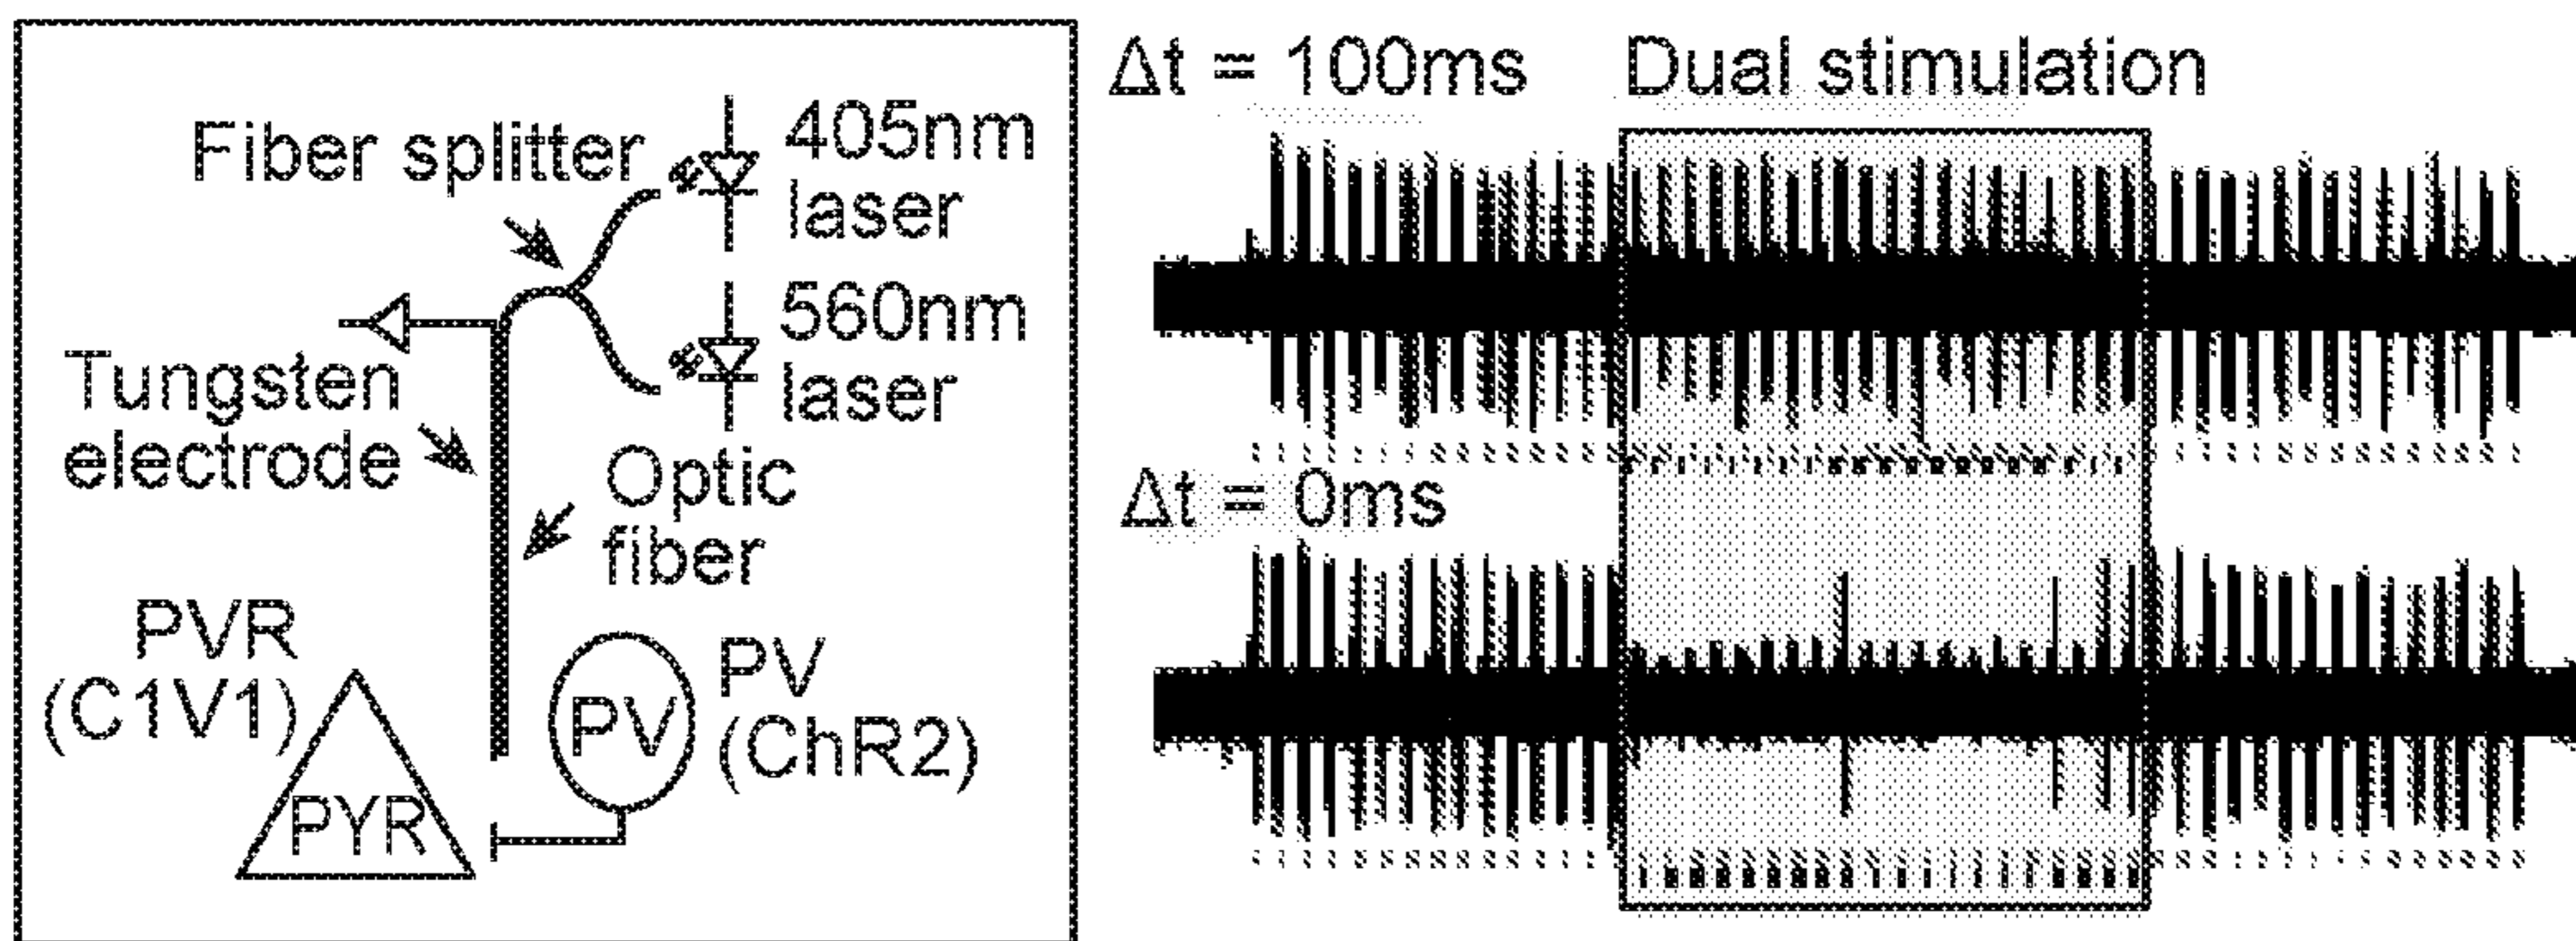 Fiber splitter
405nm
laser
560nm
laser
Tungsten
electrode
Optic
fiber
PVR
(C1V1)
PYR
PV
PV
(ChR2)
Δt = 100ms
Dual stimulation
Δt = 0ms